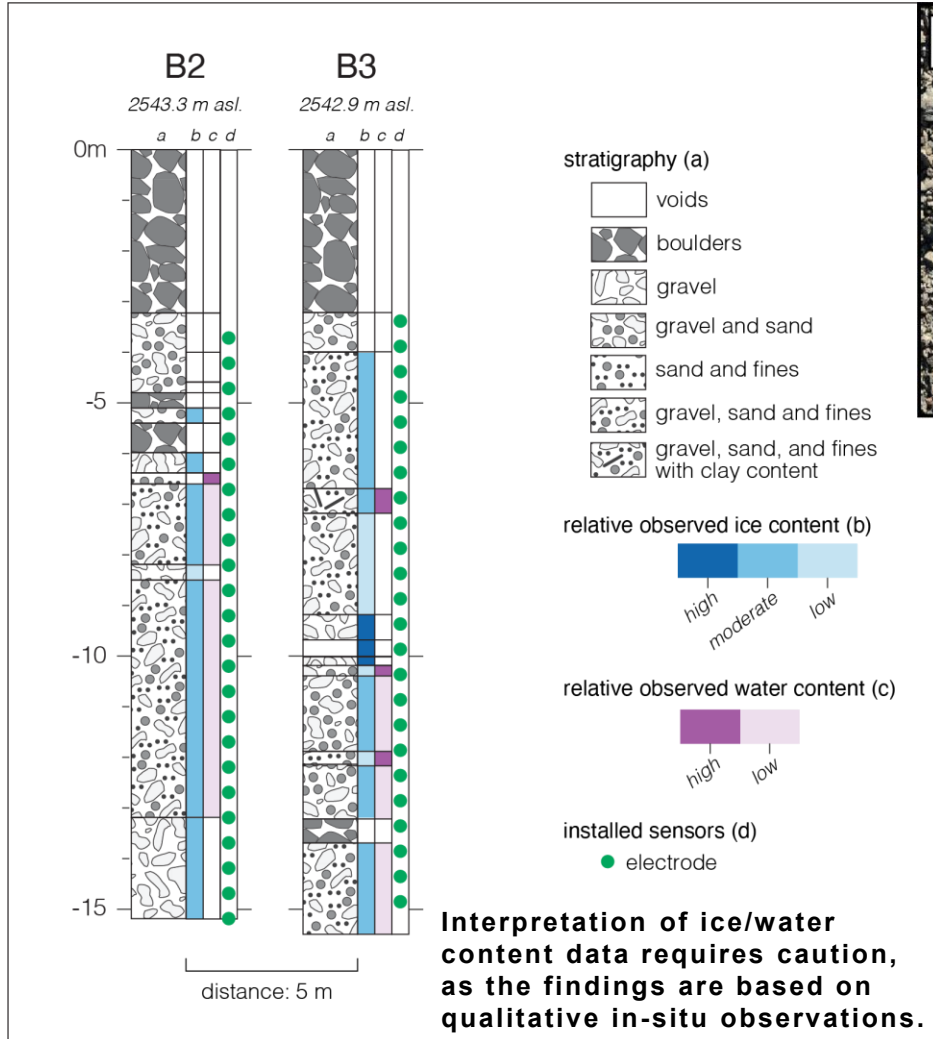 B2 B3
2543.3 m asl. 2542.9 m asl.
a b c d a b c d
0m
-5
-10
-15
distance: 5 m
stratigraphy (a)
voids
boulders
gravel
gravel and sand
sand and fines
gravel, sand and fines
gravel, sand, and fines
with clay content
relative observed ice content (b)
high moderate low
relative observed water content (c)
high low
installed sensors (d)
electrode
Interpretation of ice/water
content data requires caution,
as the findings are based on
qualitative in-situ observations.